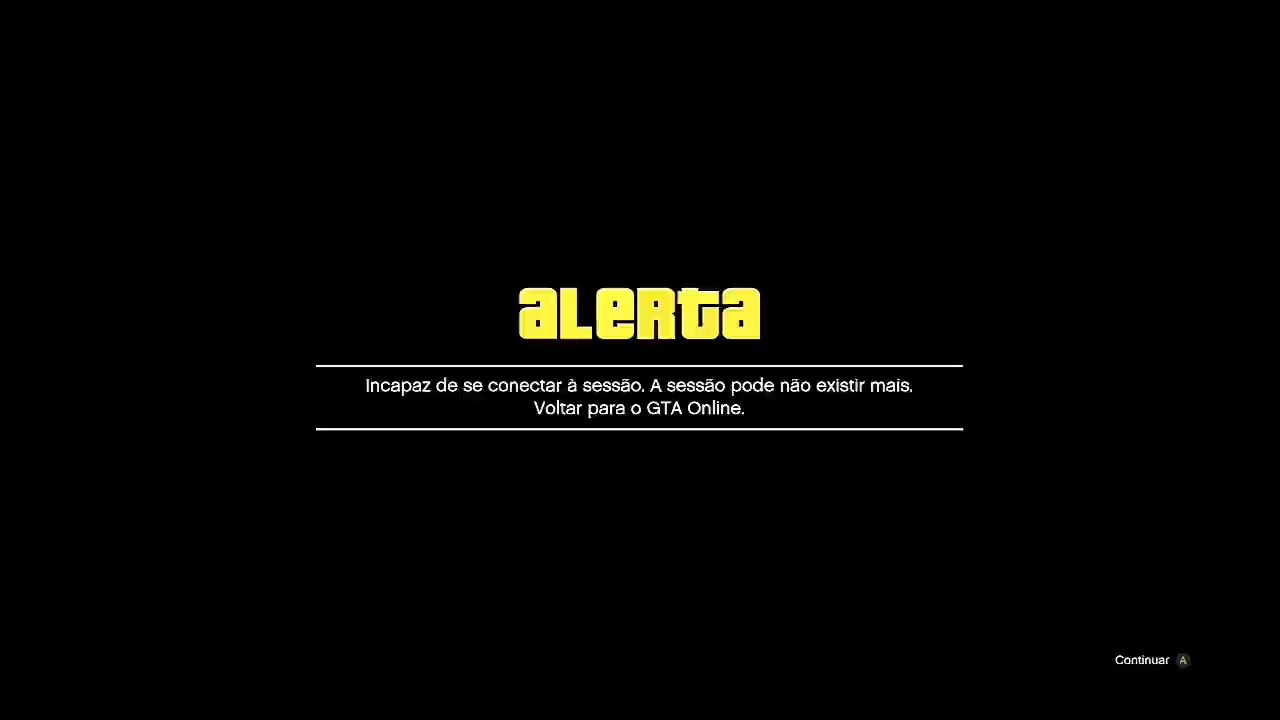 alerta
Incapaz de se conectar à sessão. A sessão pode não existir mais.
Voltar para o GTA Online.
Continuar A